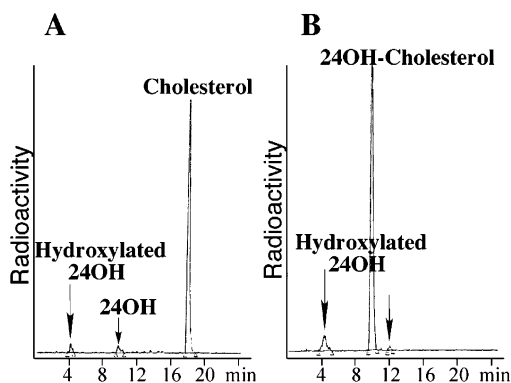 A
Cholesterol
Radioactivity
Hydroxylated
24OH
24OH
4 8 12 16 20 min
B
24OH-Cholesterol
Radioactivity
Hydroxylated
24OH
4 8 12 16 20 min